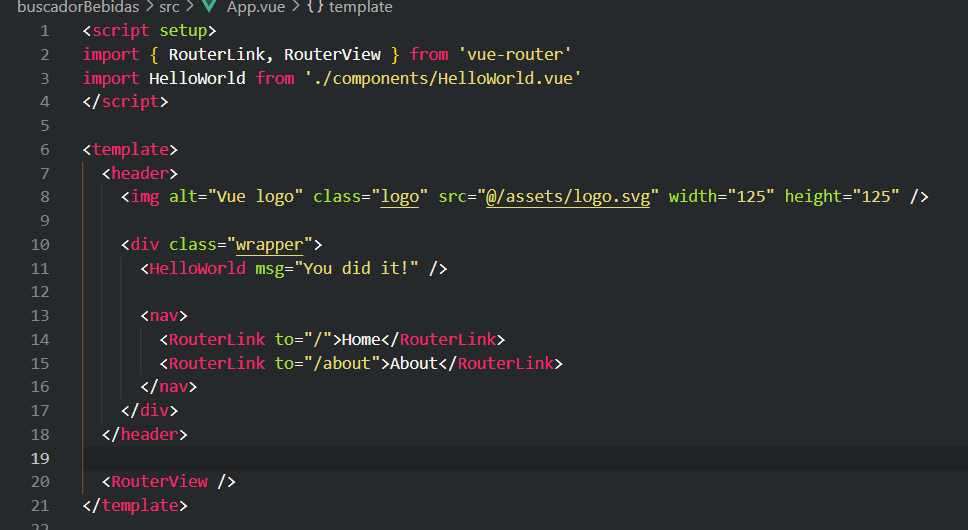 buscadorBebidas > src > App.vue > {} template
1 <script setup>
2 import { RouterLink, RouterView } from 'vue-router'
3 import HelloWorld from './components/HelloWorld.vue'
4 </script>
5
6 <template>
7   <header>
8     <img alt="Vue logo" class="logo" src="@/assets/logo.svg" width="125" height="125" />
9
10     <div class="wrapper">
11       <HelloWorld msg="You did it!" />
12
13       <nav>
14         <RouterLink to="/">Home</RouterLink>
15         <RouterLink to="/about">About</RouterLink>
16       </nav>
17     </div>
18   </header>
19
20   <RouterView />
21 </template>
22